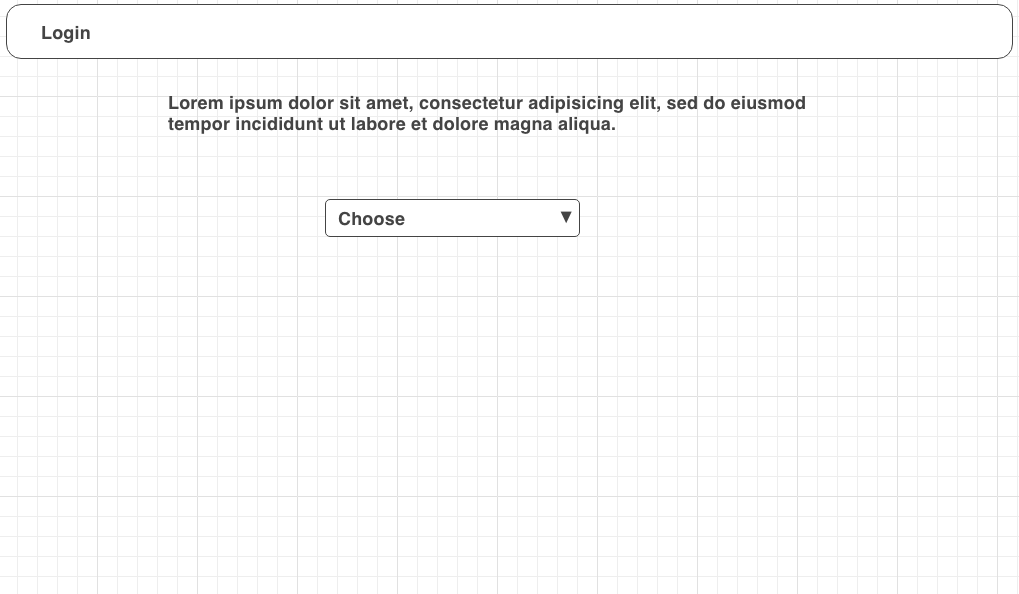 Login
Lorem ipsum dolor sit amet, consectetur adipisicing elit, sed do eiusmod
tempor incididunt ut labore et dolore magna aliqua.
Choose